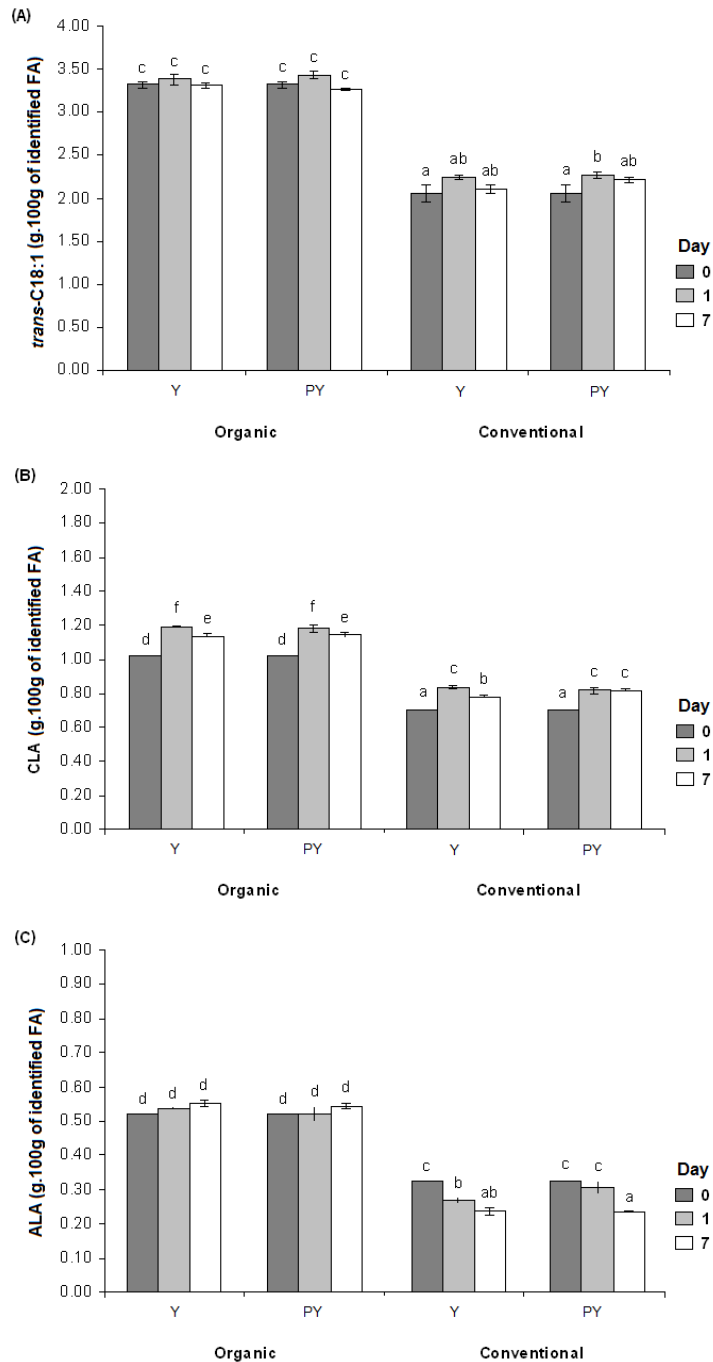 (A)
trans-C18:1 (g.100g of identified FA)
4.00
3.50
3.00
2.50
2.00
1.50
1.00
0.50
0.00
c c c c c c a ab ab a b ab
Y PY Y PY
Organic Conventional
Day
0
1
7
(B)
CLA (g.100g of identified FA)
2.00
1.80
1.60
1.40
1.20
1.00
0.80
0.60
0.40
0.20
0.00
d f e d f e a c b a c c
Y PY Y PY
Organic Conventional
Day
0
1
7
(C)
ALA (g.100g of identified FA)
1.00
0.90
0.80
0.70
0.60
0.50
0.40
0.30
0.20
0.10
0.00
d d d d d d c b ab c c a
Y PY Y PY
Organic Conventional
Day
0
1
7